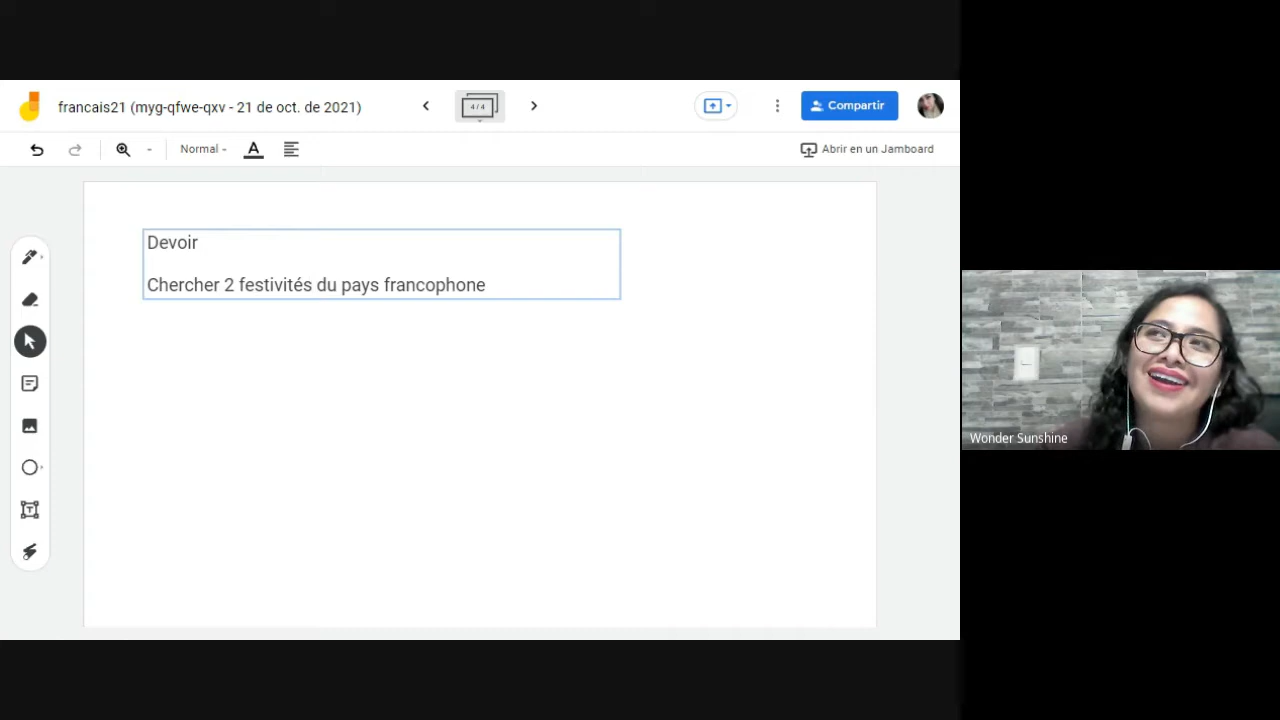 francais21 (myg-qfwe-qxv - 21 de oct. de 2021)
4/4
Compartir
Normal
A
Abrir en un Jamboard
Devoir
Chercher 2 festivités du pays francophone
Wonder Sunshine